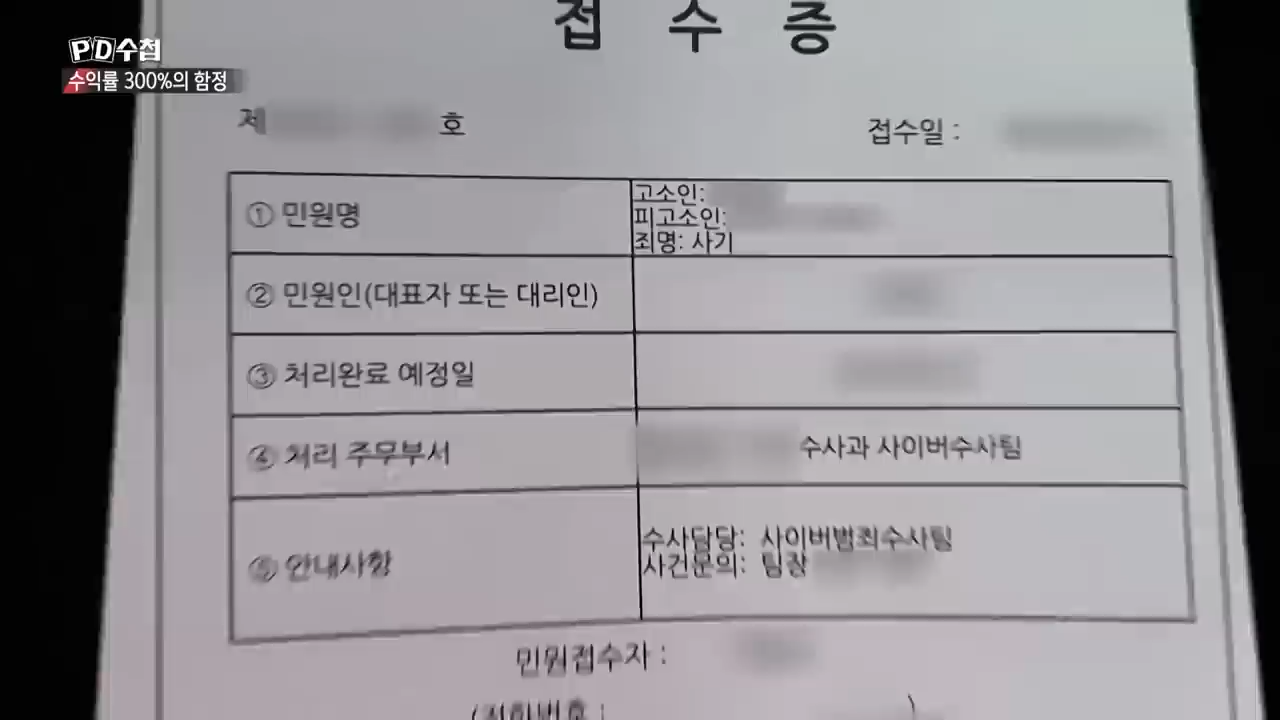 PD수첩
수익률 300%의 함정
접 수 증
제 호
접수일 :
① 민원명
고소인:
피고소인:
죄명: 사기
② 민원인(대표자 또는 대리인)
③ 처리완료 예정일
④ 처리 주무부서
수사과 사이버수사팀
⑤ 안내사항
수사담당: 사이버범죄수사팀
사건문의: 팀장
민원접수자 :
(전화번호 : )